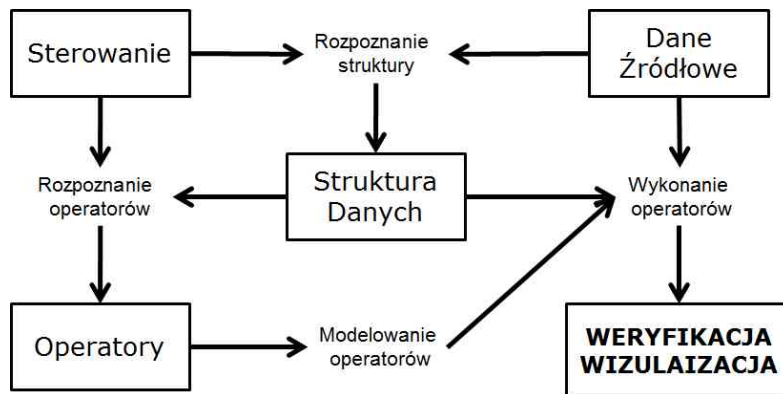 Sterowanie
Rozpoznanie
struktury
Dane
Źródłowe
Rozpoznanie
operatorów
Struktura
Danych
Wykonanie
operatorów
Operatory
Modelowanie
operatorów
WERYFIKACJA
WIZULAIZACJA